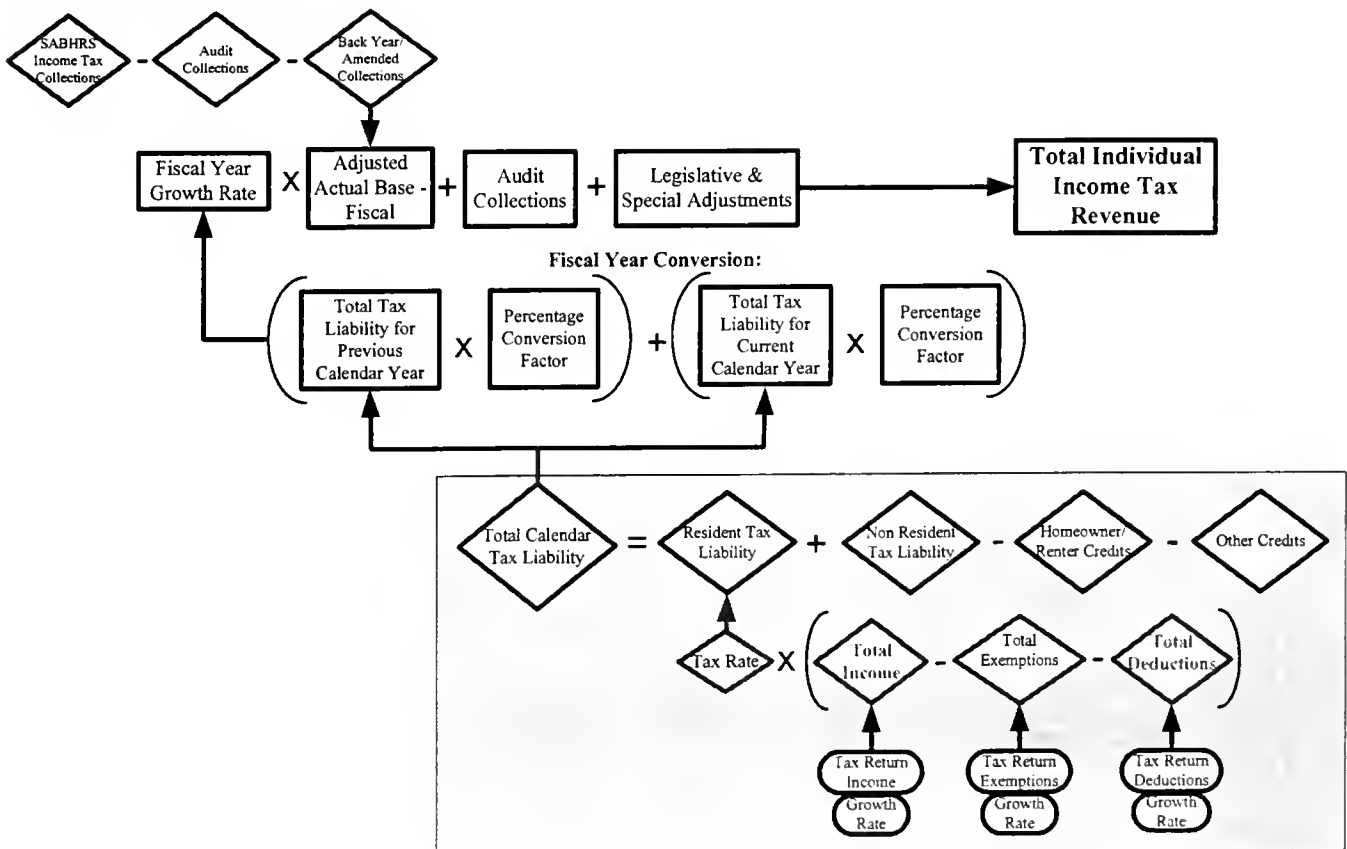 SABHRS
Income Tax
Collections
-
Audit
Collections
-
Back Year/
Amended
Collections
Fiscal Year
Growth Rate
X
Adjusted
Actual Base -
Fiscal
+
Audit
Collections
+
Legislative &
Special Adjustments
Total Individual
Income Tax
Revenue
Fiscal Year Conversion:
(
Total Tax
Liability for
Previous
Calendar Year
X
Percentage
Conversion
Factor
)
+
(
Total Tax
Liability for
Current
Calendar Year
X
Percentage
Conversion
Factor
)
Total Calendar
Tax Liability
=
Resident Tax
Liability
+
Non Resident
Tax Liability
-
Homeowner/
Renter Credits
-
Other Credits
Tax Rate
X
(
Total
Income
-
Total
Exemptions
-
Total
Deductions
)
Tax Return
Income
Growth
Rate
Tax Return
Exemptions
Growth
Rate
Tax Return
Deductions
Growth
Rate